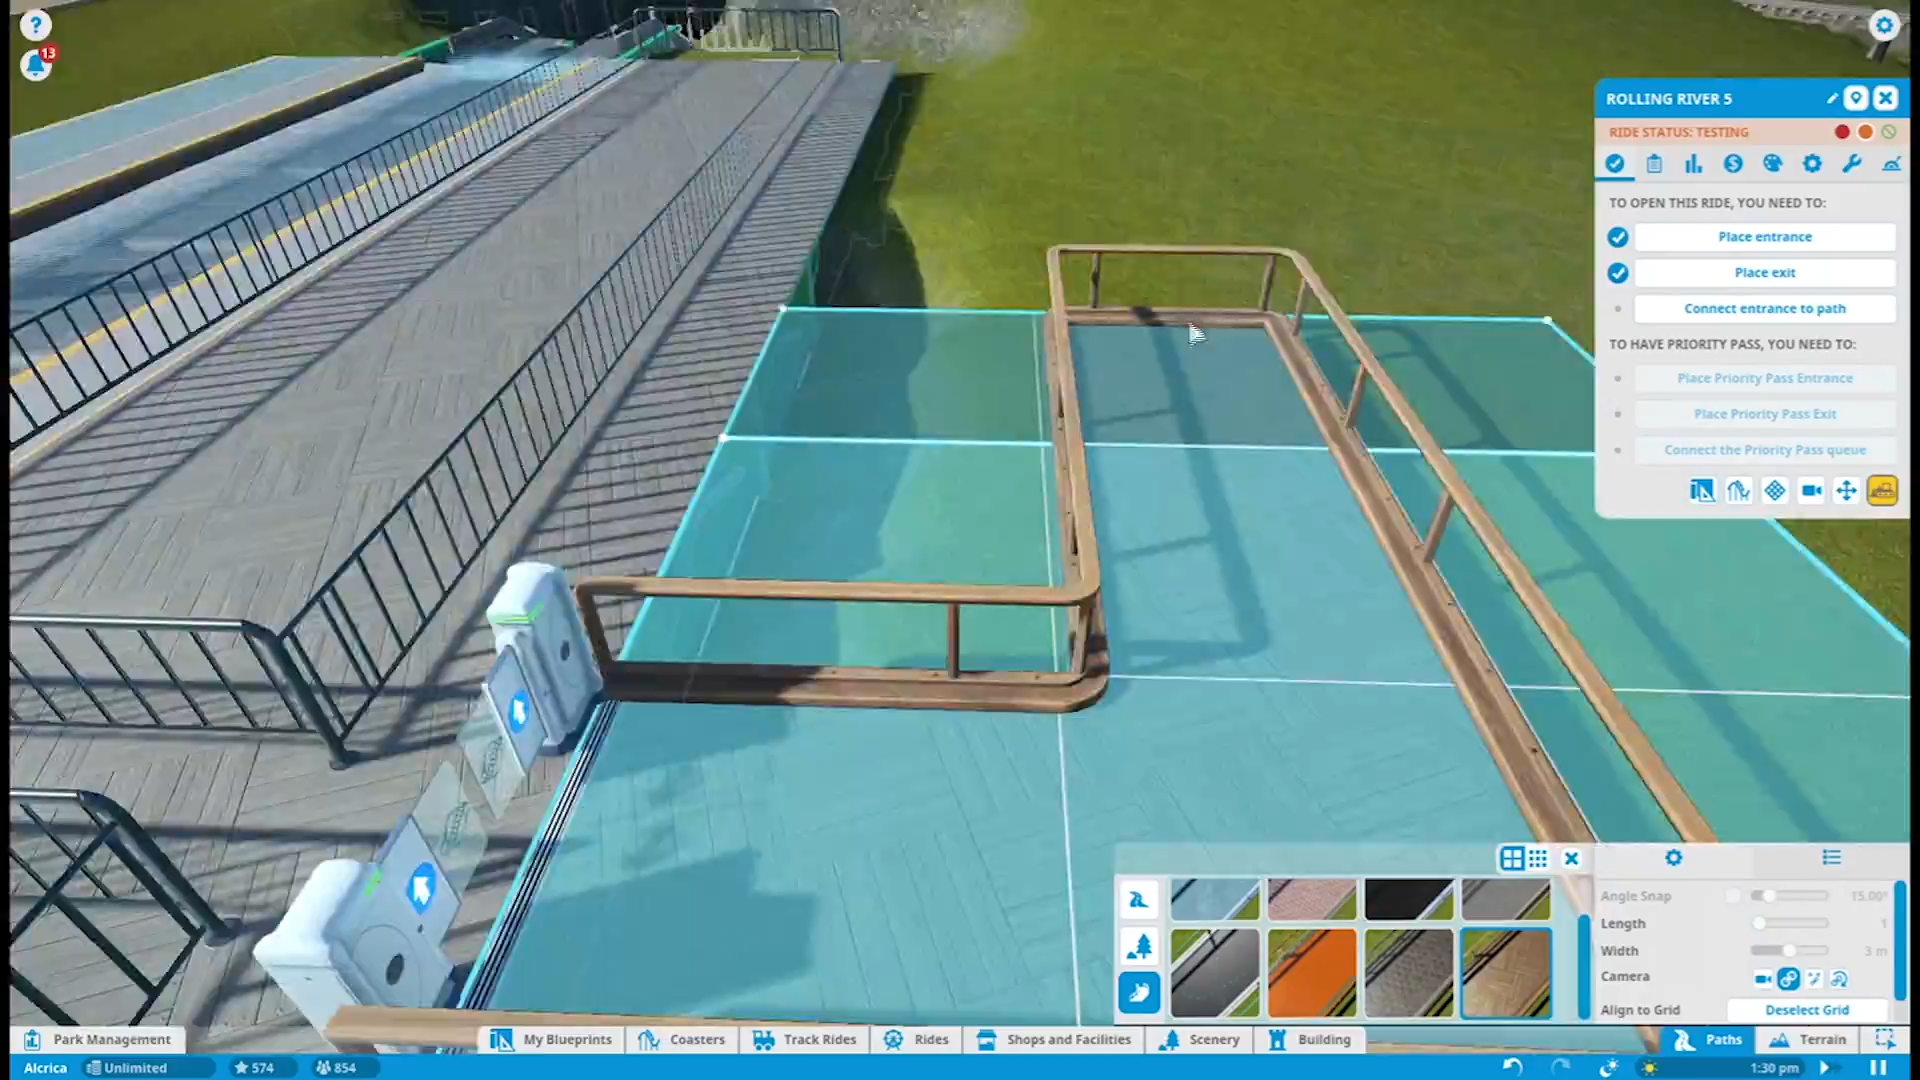 ?
13
ROLLING RIVER 5
RIDE STATUS: TESTING
TO OPEN THIS RIDE, YOU NEED TO:
Place entrance
Place exit
Connect entrance to path
TO HAVE PRIORITY PASS, YOU NEED TO:
Place Priority Pass Entrance
Place Priority Pass Exit
Connect the Priority Pass queue
Angle Snap 15.00°
Length 1
Width 3 m
Camera
Align to Grid Deselect Grid
Park Management My Blueprints Coasters Track Rides Rides Shops and Facilities Scenery Building Paths Terrain
Alcrica Unlimited 574 854 1:30 pm